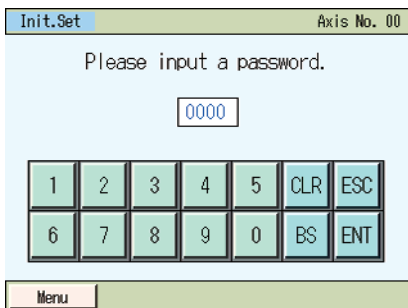 Init.Set Axis No. 00
Please input a password.
0000
1 2 3 4 5 CLR ESC
6 7 8 9 0 BS ENT
Menu